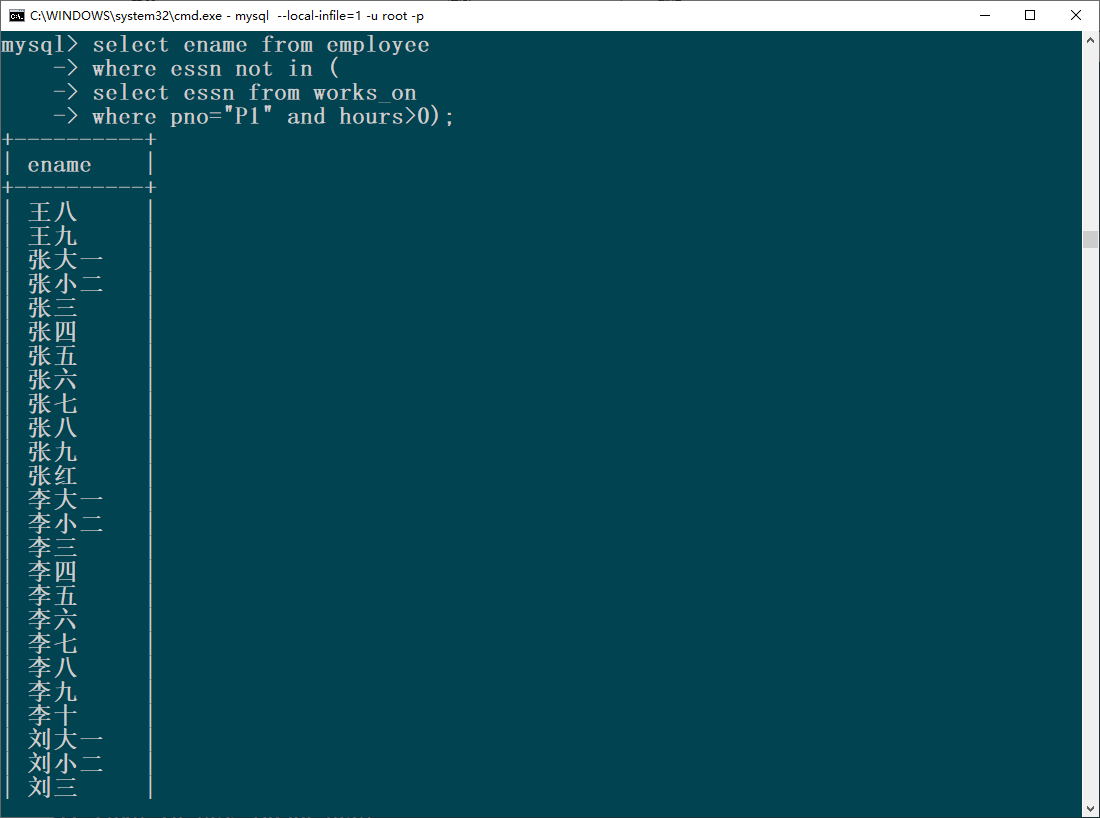 C:\WINDOWS\system32\cmd.exe - mysql  --local-infile=1 -u root -p
mysql> select ename from employee
    -> where essn not in (
    -> select essn from works_on
    -> where pno="P1" and hours>0);
+----------+
| ename    |
+----------+
| 王八     |
| 王九     |
| 张大一   |
| 张小二   |
| 张三     |
| 张四     |
| 张五     |
| 张六     |
| 张七     |
| 张八     |
| 张九     |
| 张红     |
| 李大一   |
| 李小二   |
| 李三     |
| 李四     |
| 李五     |
| 李六     |
| 李七     |
| 李八     |
| 李九     |
| 李十     |
| 刘大一   |
| 刘小二   |
| 刘三     |